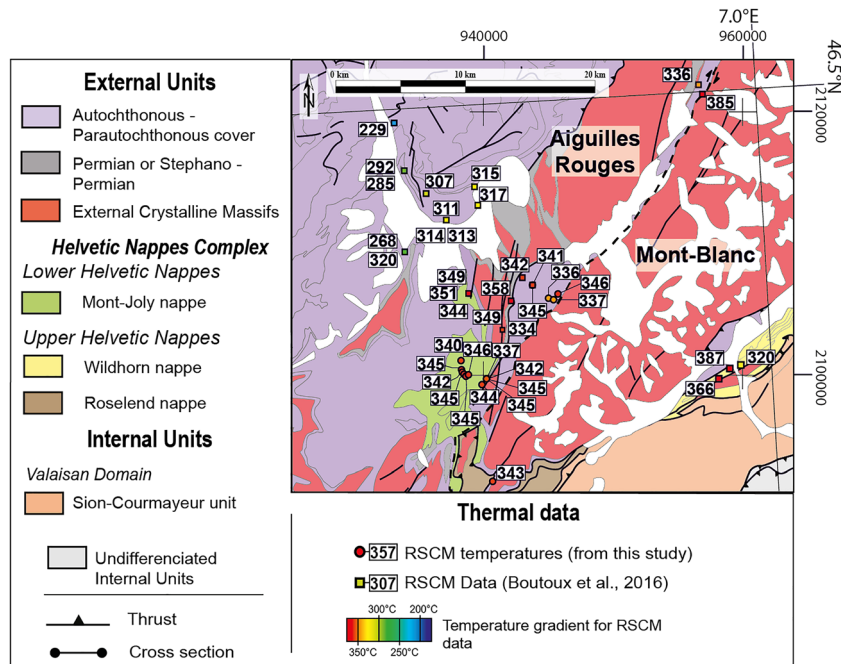 External Units
Autochthonous -
Parautochthonous cover
Permian or Stephano -
Permian
External Crystalline Massifs
Helvetic Nappes Complex
Lower Helvetic Nappes
Mont-Joly nappe
Upper Helvetic Nappes
Wildhorn nappe
Roselend nappe
Internal Units
Valaisan Domain
Sion-Courmayeur unit
Undifferenciated
Internal Units
Thrust
Cross section
7.0°E
940000
960000
46.5°N
0 km
10 km
20 km
N
336
385
2120000
Aiguilles
Rouges
229
292
285
307
315
317
311
314
313
268
320
Mont-Blanc
349
351
344
342
341
336
346
358
349
345
337
334
340
346
337
345
342
342
345
344
345
345
345
387
320
366
2100000
343
Thermal data
357 RSCM temperatures (from this study)
307 RSCM Data (Boutoux et al., 2016)
300°C 200°C
350°C 250°C
Temperature gradient for RSCM
data